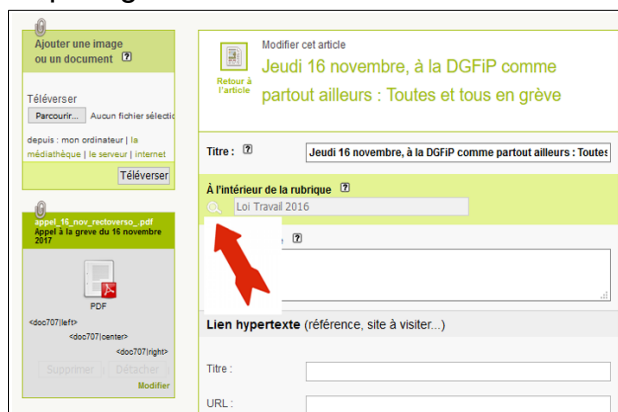 Ajouter une image
ou un document ?
Téléverser
Parcourir... Aucun fichier sélectio
depuis : mon ordinateur | la
médiathèque | le serveur | internet
Téléverser
appel_16_nov_rectoverso_.pdf
Appel à la greve du 16 novembre
2017
PDF
<doc707|left>
<doc707|center>
<doc707|right>
Supprimer Détacher
Modifier
Retour à
l'article
Modifier cet article
Jeudi 16 novembre, à la DGFiP comme
partout ailleurs : Toutes et tous en grève
Titre : ?
Jeudi 16 novembre, à la DGFiP comme partout ailleurs : Toutes
À l'intérieur de la rubrique ?
Loi Travail 2016
?
Lien hypertexte (référence, site à visiter...)
Titre :
URL :